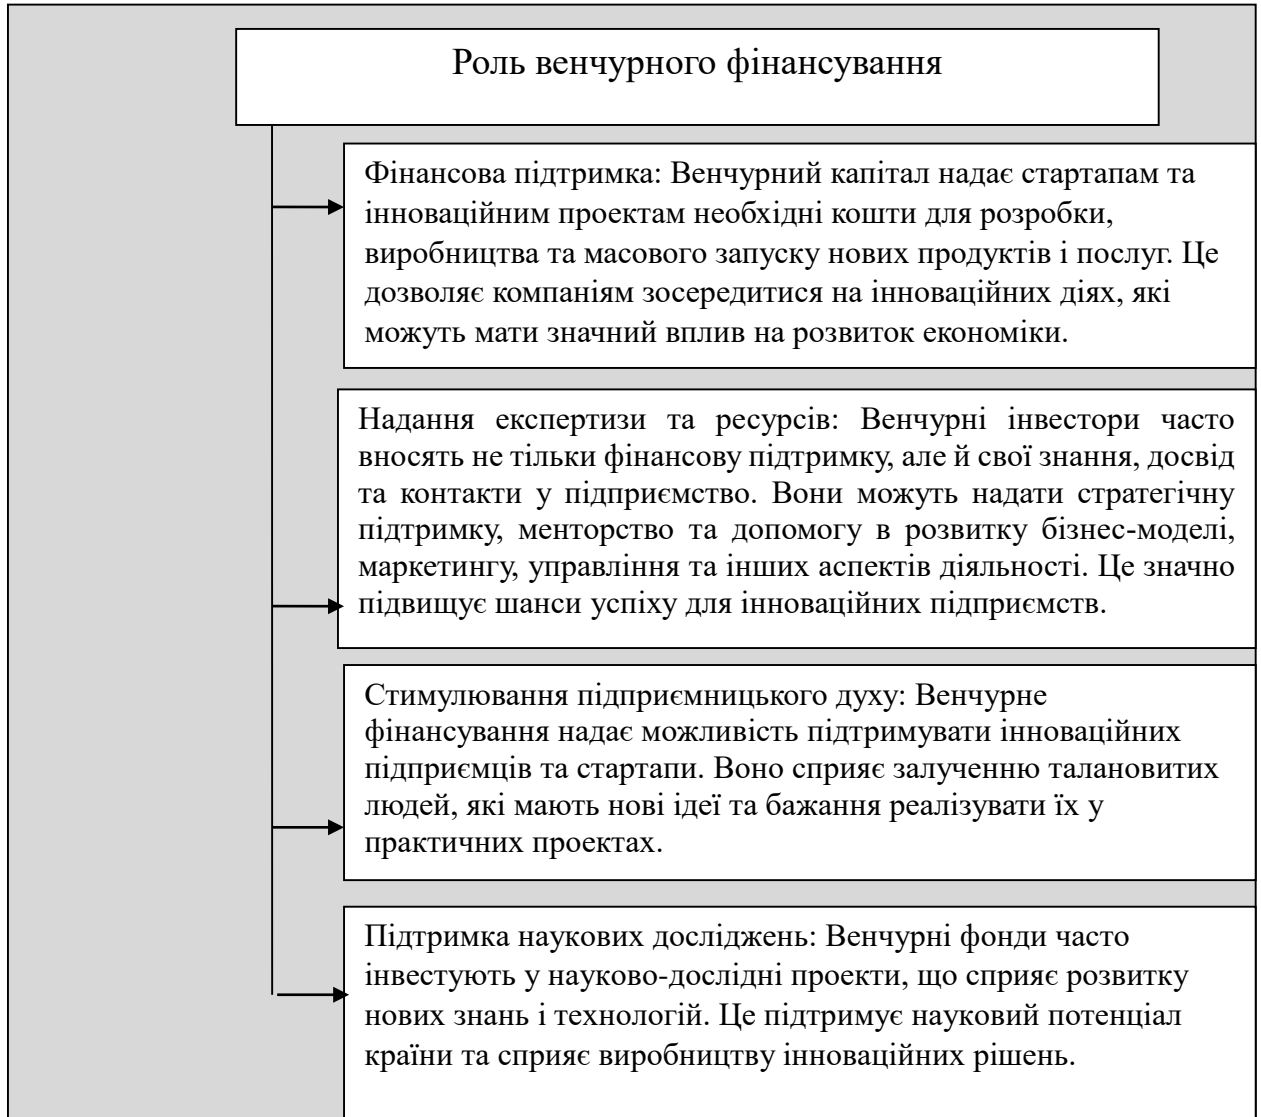 Роль венчурного фінансування
Фінансова підтримка: Венчурний капітал надає стартапам та
інноваційним проектам необхідні кошти для розробки,
виробництва та масового запуску нових продуктів і послуг. Це
дозволяє компаніям зосередитися на інноваційних діях, які
можуть мати значний вплив на розвиток економіки.
Надання експертизи та ресурсів: Венчурні інвестори часто
вносять не тільки фінансову підтримку, але й свої знання, досвід
та контакти у підприємство. Вони можуть надати стратегічну
підтримку, менторство та допомогу в розвитку бізнес-моделі,
маркетингу, управління та інших аспектів діяльності. Це значно
підвищує шанси успіху для інноваційних підприємств.
Стимулювання підприємницького духу: Венчурне
фінансування надає можливість підтримувати інноваційних
підприємців та стартапи. Воно сприяє залученню талановитих
людей, які мають нові ідеї та бажання реалізувати їх у
практичних проектах.
Підтримка наукових досліджень: Венчурні фонди часто
інвестують у науково-дослідні проекти, що сприяє розвитку
нових знань і технологій. Це підтримує науковий потенціал
країни та сприяє виробництву інноваційних рішень.